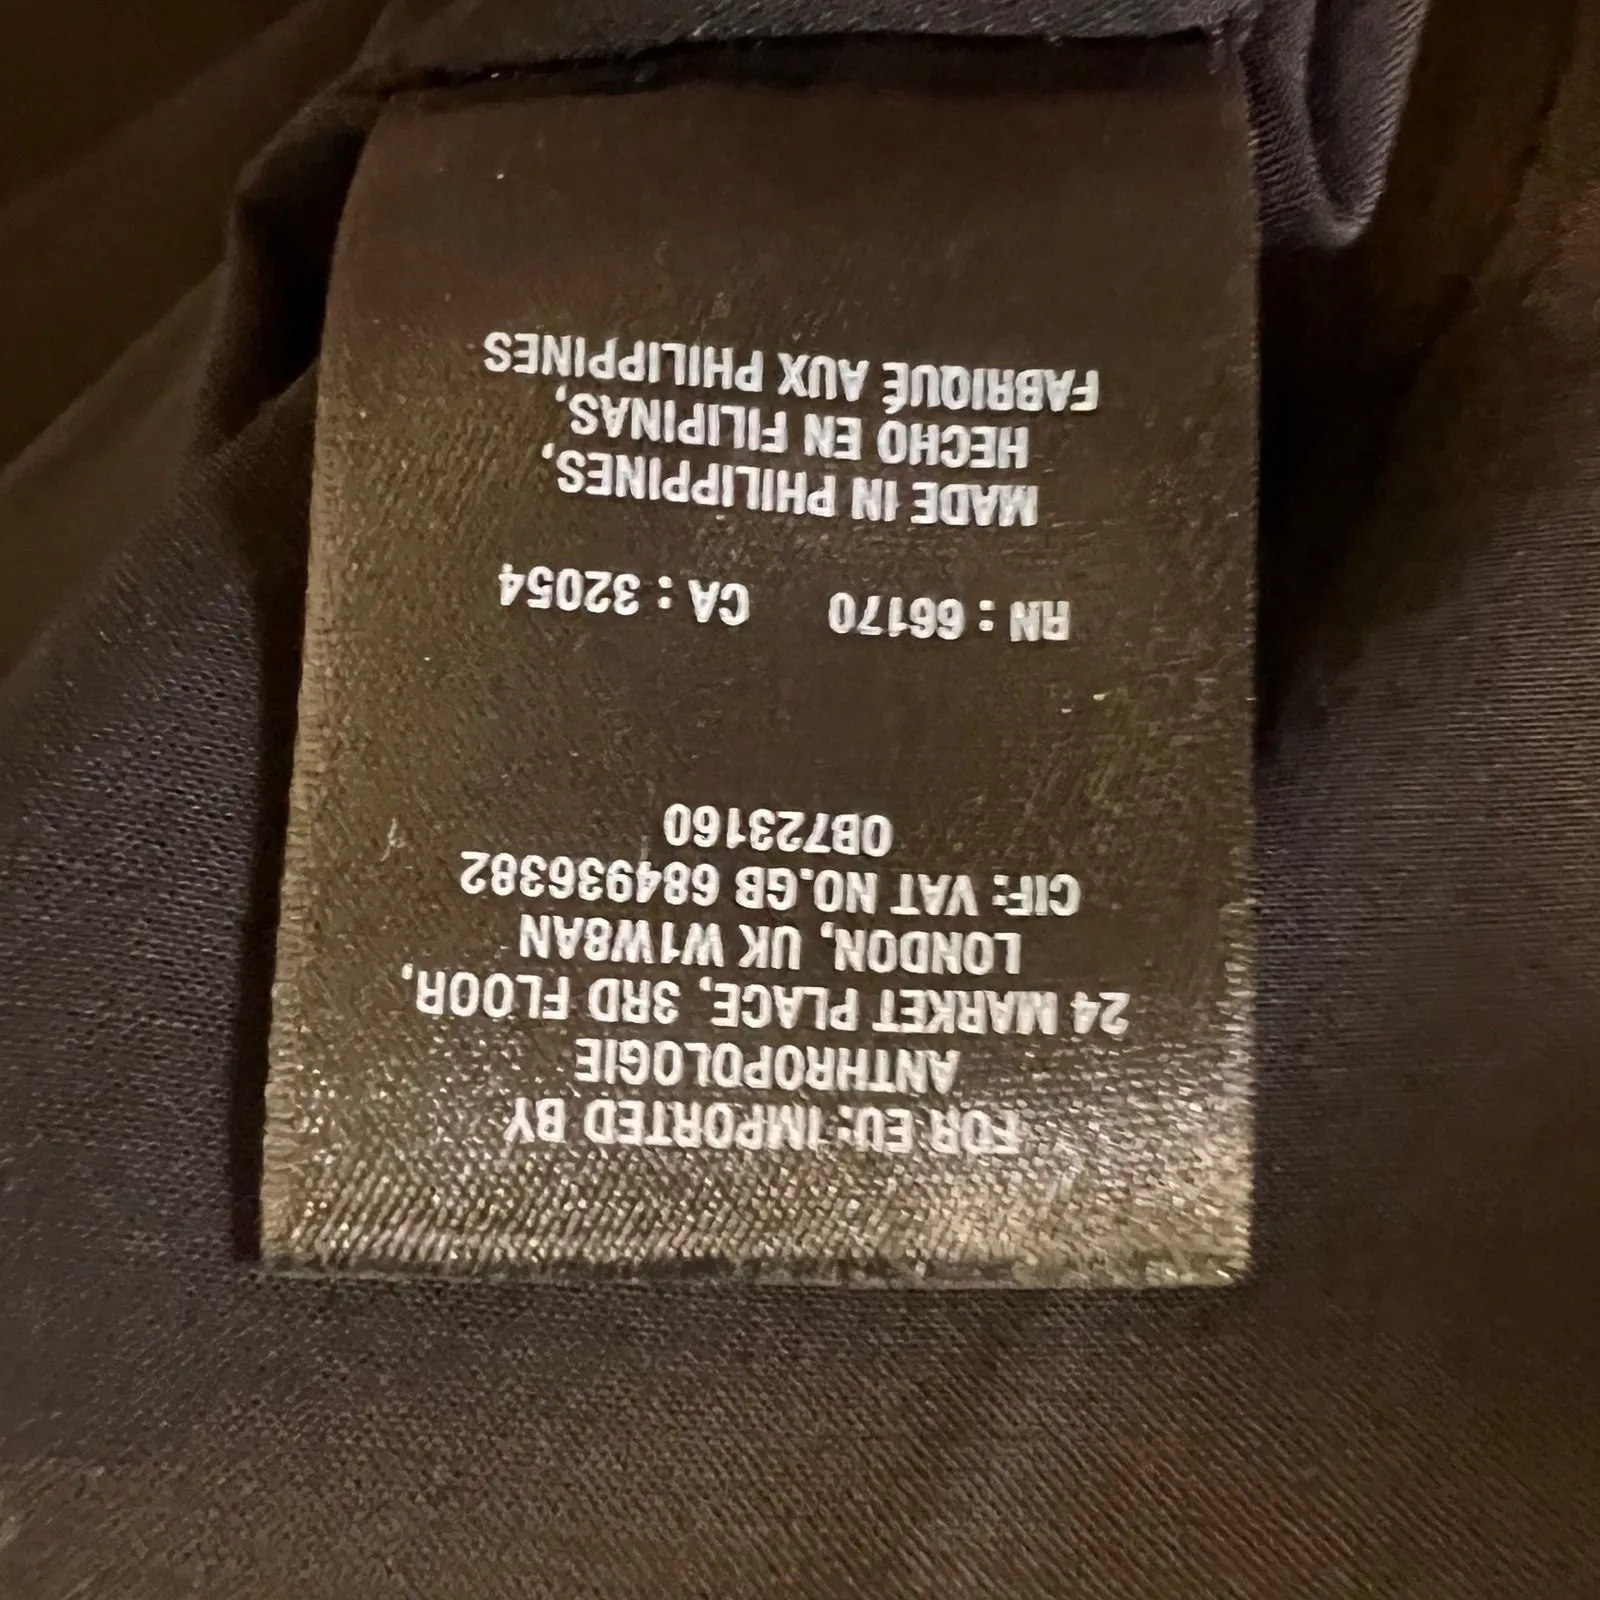 FOR EU: IMPORTED BY
ANTHROPOLOGIE
24 MARKET PLACE, 3RD FLOOR,
LONDON, UK W1W8AN
CIF: VAT NO.GB 684936382
0B723160
RN : 66170 CA : 32054
MADE IN PHILIPPINES,
HECHO EN FILIPINAS,
FABRIQUÉ AUX PHILIPPINES